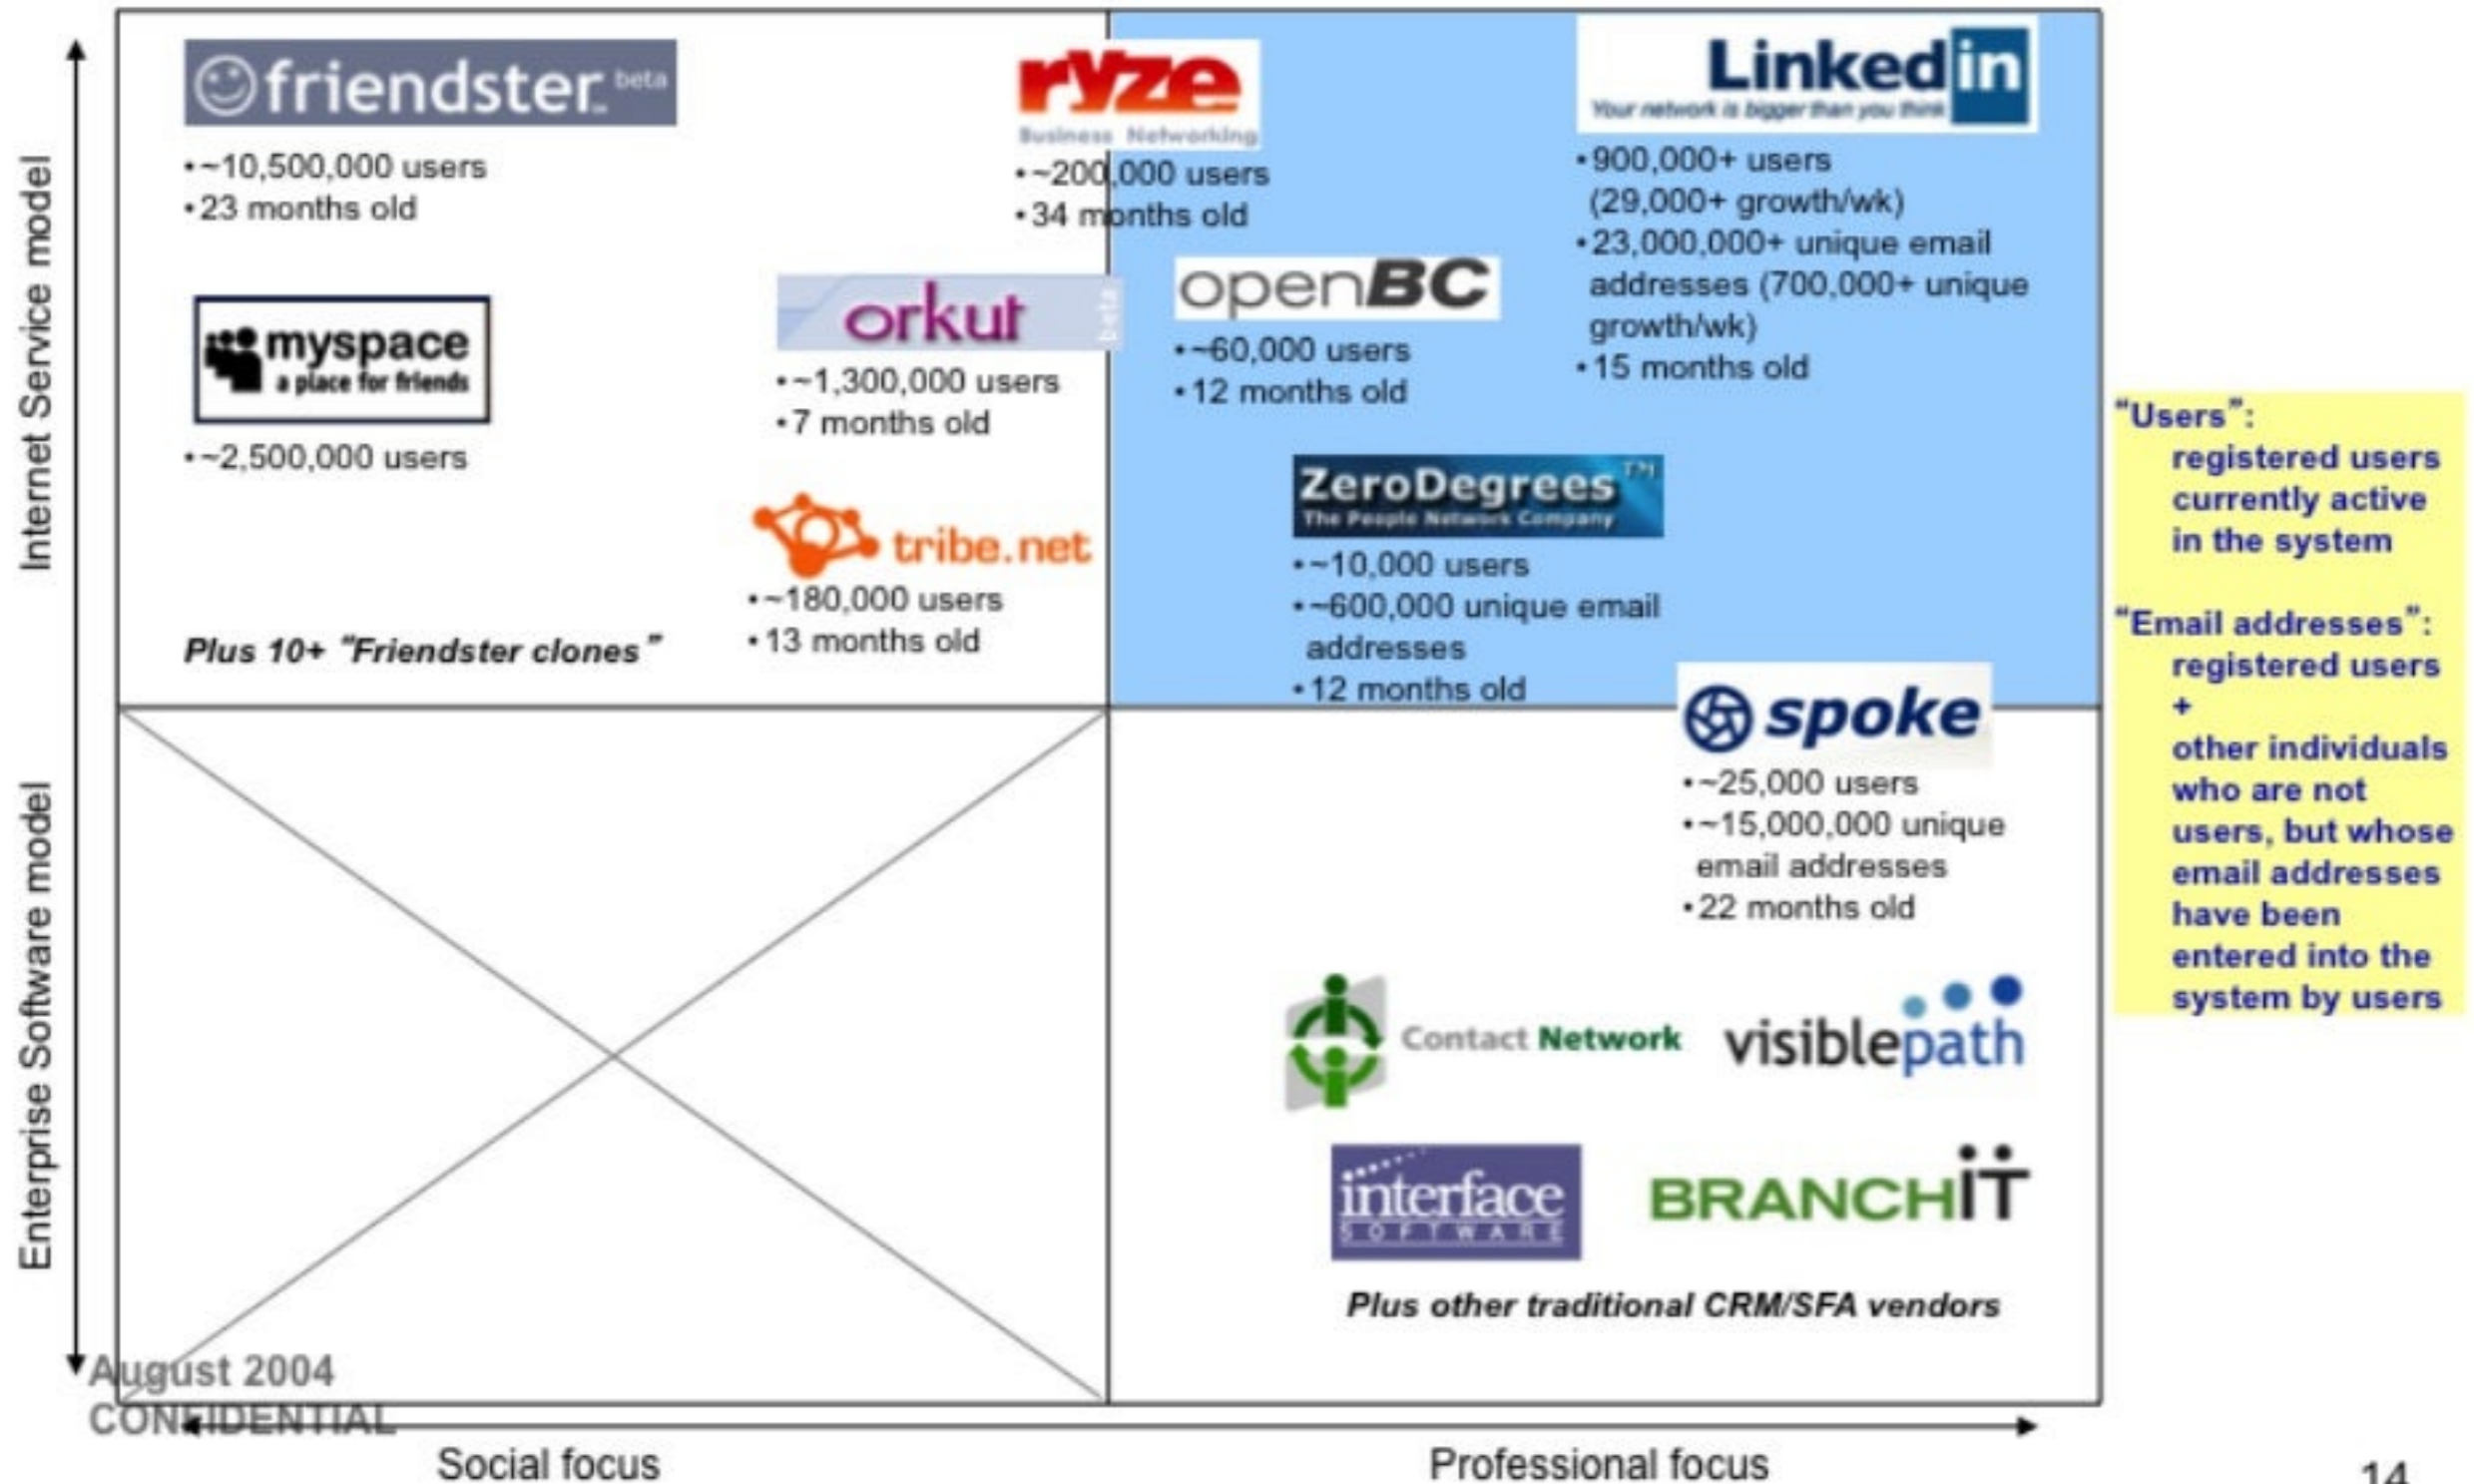 Internet Service model
Enterprise Software model
friendster beta
•~10,500,000 users
•23 months old
myspace
a place for friends
•~2,500,000 users
Plus 10+ "Friendster clones"
ryze
Business Networking
•~200,000 users
•34 months old
orkut beta
•~1,300,000 users
•7 months old
tribe.net
•~180,000 users
•13 months old
openBC
•~60,000 users
•12 months old
LinkedIn
Your network is bigger than you think
•900,000+ users
(29,000+ growth/wk)
•23,000,000+ unique email
addresses (700,000+ unique
growth/wk)
•15 months old
ZeroDegrees™
The People Network Company
•~10,000 users
•~600,000 unique email
addresses
•12 months old
spoke
•~25,000 users
•~15,000,000 unique
email addresses
•22 months old
Contact Network
visiblepath
interface
SOFTWARE
BRANCHIT
Plus other traditional CRM/SFA vendors
"Users":
registered users
currently active
in the system
"Email addresses":
registered users
+
other individuals
who are not
users, but whose
email addresses
have been
entered into the
system by users
August 2004
CONFIDENTIAL
Social focus
Professional focus
14